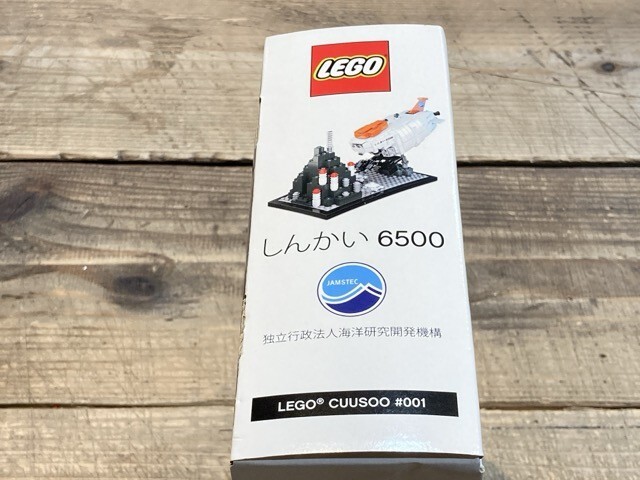 LEGO
しんかい 6500
JAMSTEC
独立行政法人海洋研究開発機構
LEGO® CUUSOO #001